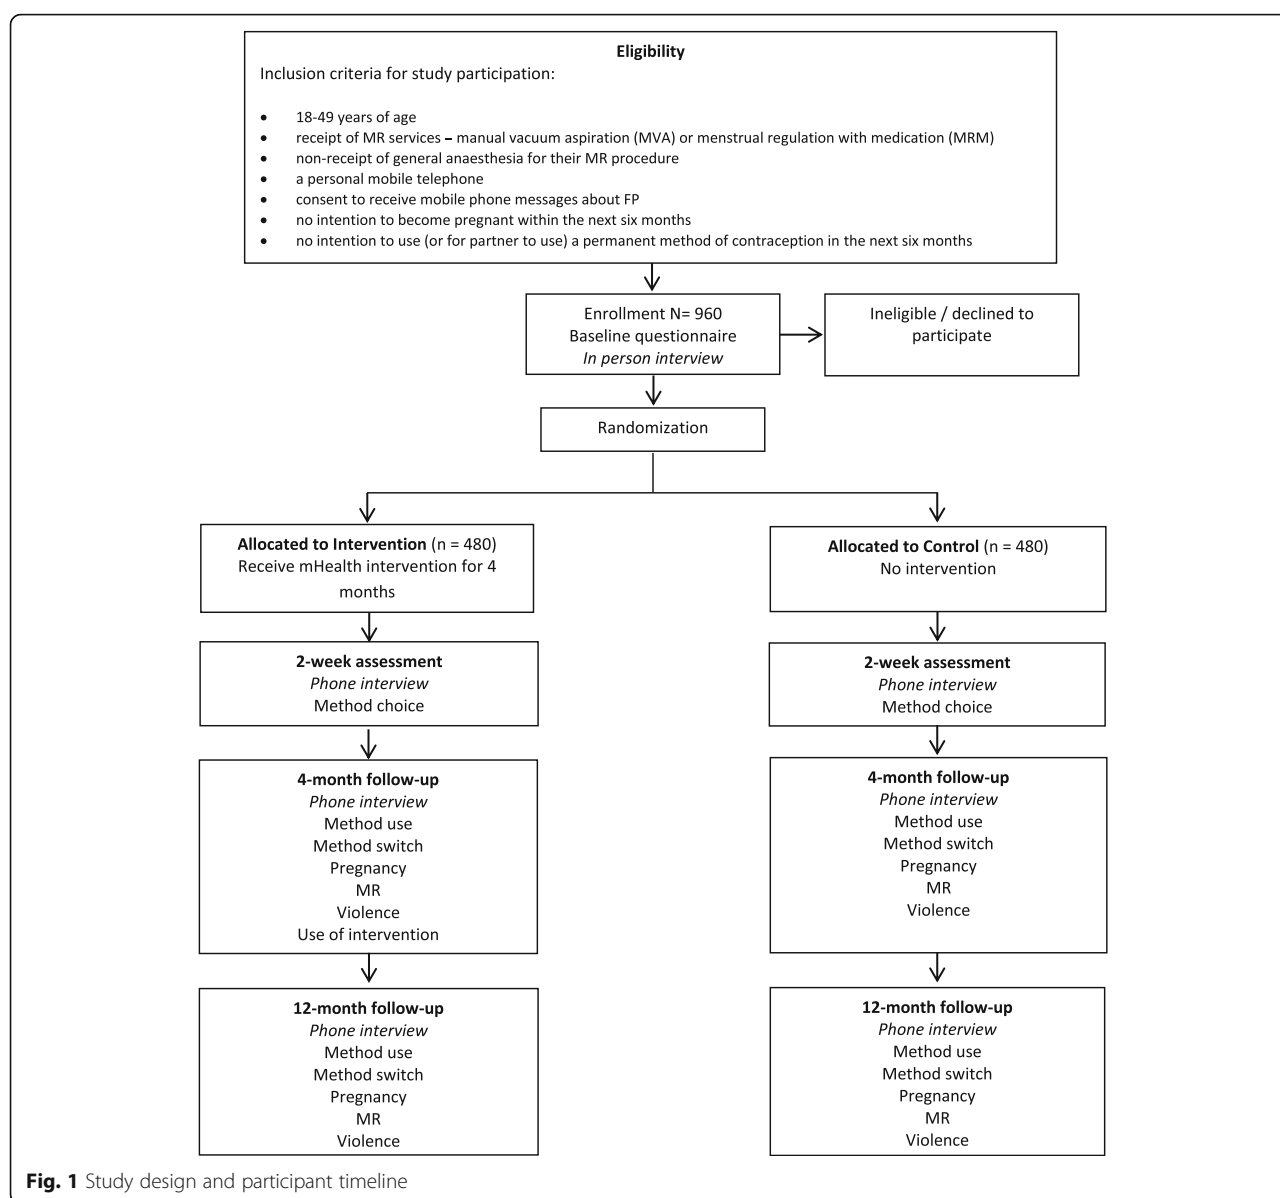 Eligibility
Inclusion criteria for study participation:
• 18-49 years of age
• receipt of MR services – manual vacuum aspiration (MVA) or menstrual regulation with medication (MRM)
• non-receipt of general anaesthesia for their MR procedure
• a personal mobile telephone
• consent to receive mobile phone messages about FP
• no intention to become pregnant within the next six months
• no intention to use (or for partner to use) a permanent method of contraception in the next six months
Enrollment N= 960
Baseline questionnaire
In person interview
Ineligible / declined to
participate
Randomization
Allocated to Intervention (n = 480)
Receive mHealth intervention for 4
months
Allocated to Control (n = 480)
No intervention
2-week assessment
Phone interview
Method choice
2-week assessment
Phone interview
Method choice
4-month follow-up
Phone interview
Method use
Method switch
Pregnancy
MR
Violence
Use of intervention
4-month follow-up
Phone interview
Method use
Method switch
Pregnancy
MR
Violence
12-month follow-up
Phone interview
Method use
Method switch
Pregnancy
MR
Violence
12-month follow-up
Phone interview
Method use
Method switch
Pregnancy
MR
Violence
Fig. 1 Study design and participant timeline